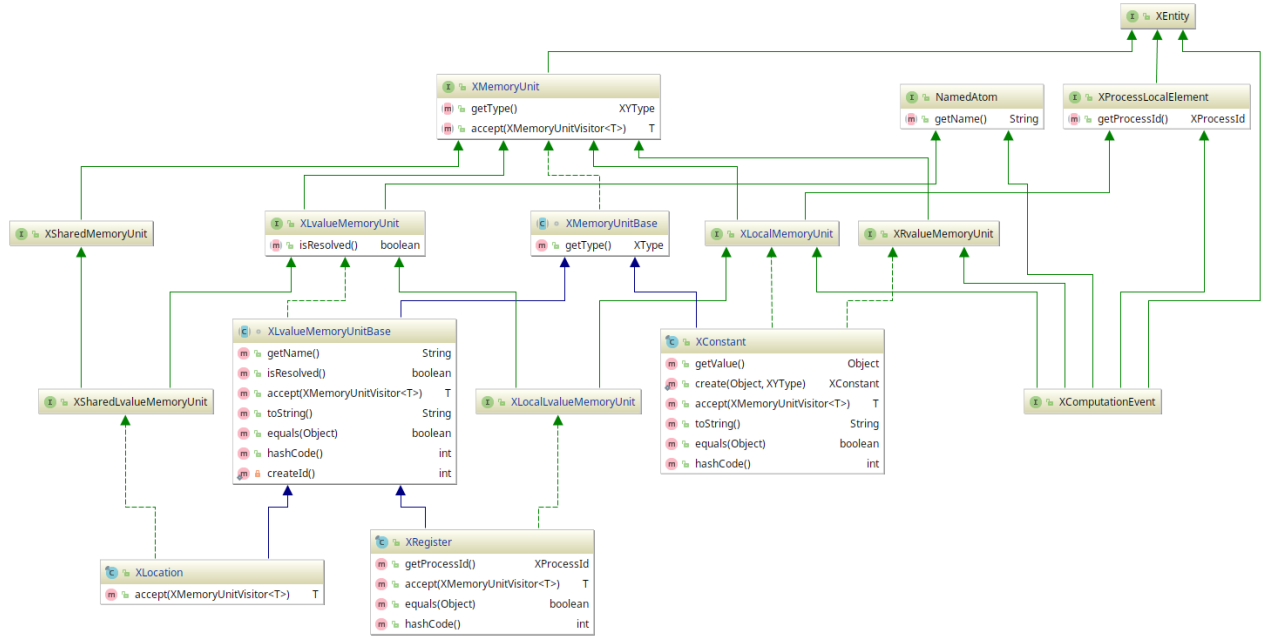 XEntity
XMemoryUnit
getType() XYType
accept(XMemoryUnitVisitor<T>) T
NamedAtom
getName() String
XProcessLocalElement
getProcessId() XProcessId
XSharedMemoryUnit
XLvalueMemoryUnit
isResolved() boolean
XMemoryUnitBase
getType() XType
XLocalMemoryUnit
XRvalueMemoryUnit
XLvalueMemoryUnitBase
getName() String
isResolved() boolean
accept(XMemoryUnitVisitor<T>) T
toString() String
equals(Object) boolean
hashCode() int
createId() int
XSharedLvalueMemoryUnit
XLocalLvalueMemoryUnit
XConstant
getValue() Object
create(Object, XYType) XConstant
accept(XMemoryUnitVisitor<T>) T
toString() String
equals(Object) boolean
hashCode() int
XComputationEvent
XLocation
accept(XMemoryUnitVisitor<T>) T
XRegister
getProcessId() XProcessId
accept(XMemoryUnitVisitor<T>) T
equals(Object) boolean
hashCode() int